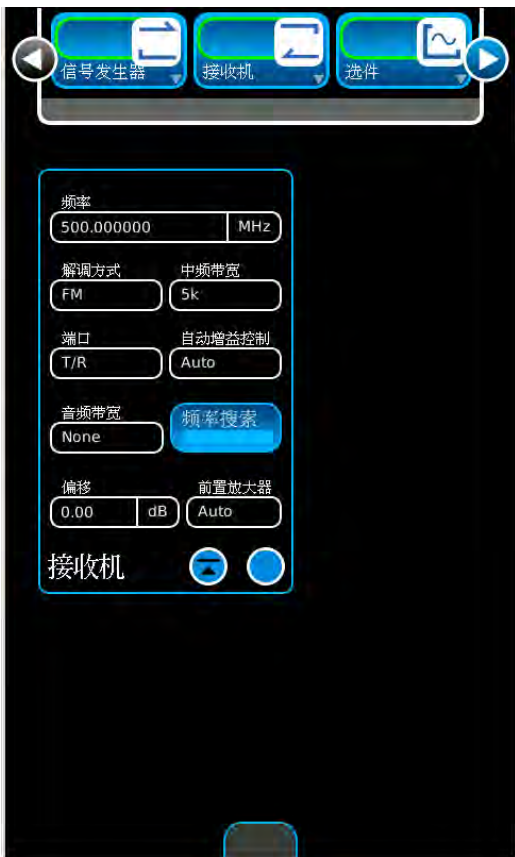 信号发生器 接收机 选件
频率
500.000000 MHz
解调方式 中频带宽
FM 5k
端口 自动增益控制
T/R Auto
音频带宽 频率搜索
None
偏移 前置放大器
0.00 dB Auto
接收机